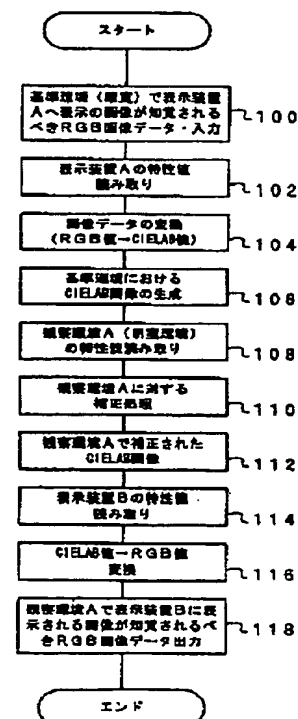 スタート
基準環境（暗室）で表示装置
Aへ表示の画像が知覚される
べきRGB画像データ・入力
100
表示装置Aの特性値
読み取り
102
画像データの変換
(RGB値→CIELAB値)
104
基準環境における
CIELAB画像の生成
106
観察環境A（明室環境）
の特性値読み取り
108
観察環境Aに対する
補正処理
110
観察環境Aで補正された
CIELAB画像
112
表示装置Bの特性値
読み取り
114
CIELAB値→RGB値
変換
116
観察環境Aで表示装置Bに表
示される画像が知覚されるべ
きRGB画像データ出力
118
エンド